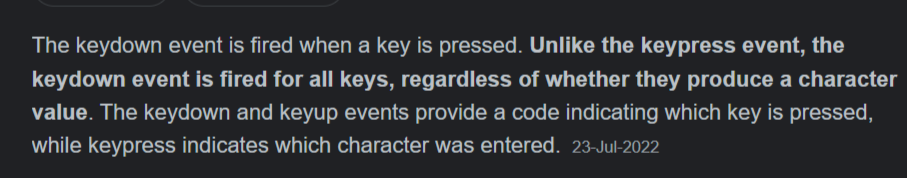 The keydown event is fired when a key is pressed. Unlike the keypress event, the
keydown event is fired for all keys, regardless of whether they produce a character
value. The keydown and keyup events provide a code indicating which key is pressed,
while keypress indicates which character was entered. 23-Jul-2022